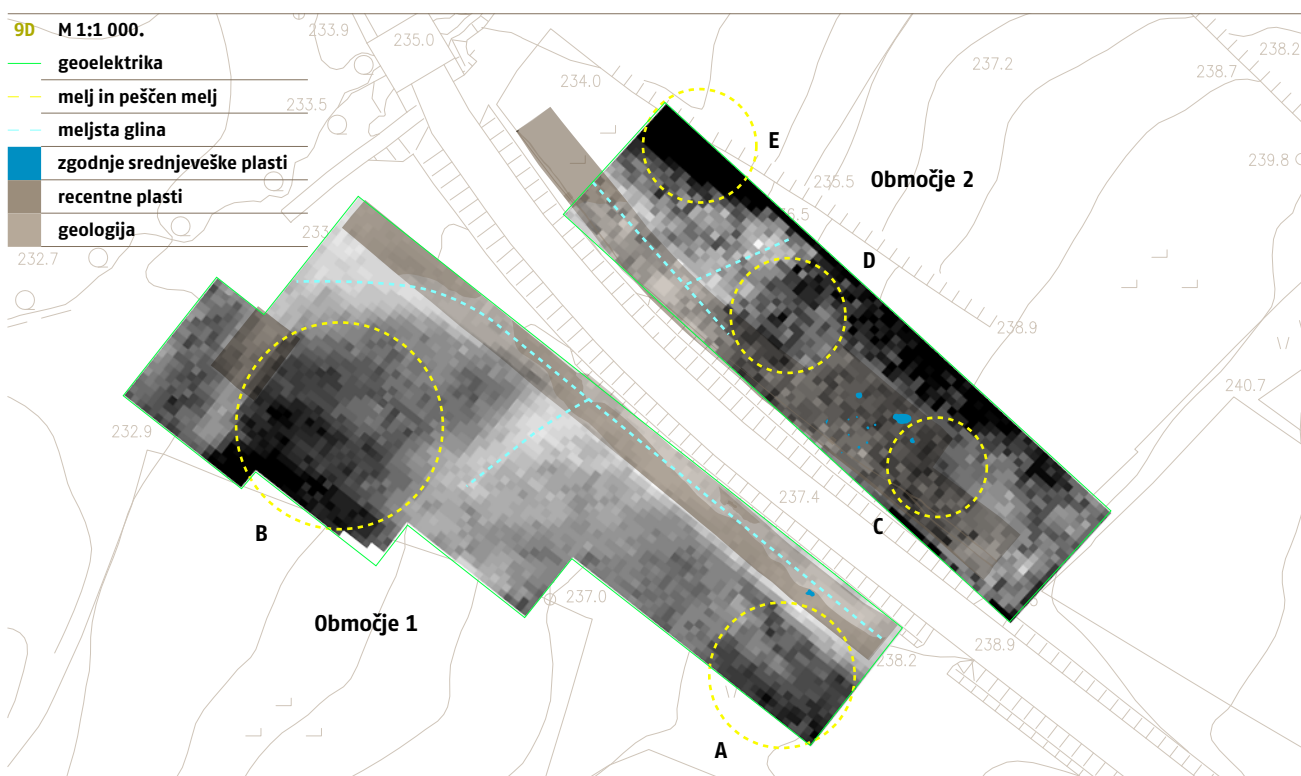 9D M 1:1 000.
geoelektrika
melj in peščen melj
meljsta glina
zgodnje srednjeveške plasti
recentne plasti
geologija
233.9
235.0
234.0
237.2
238.2
238.7
233.5
239.8
E
Območje 2
235.5
232.7
D
238.9
240.7
232.9
237.4
B
C
237.0
Območje 1
238.9
238.2
A